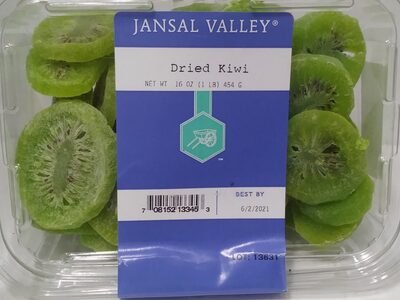 JANSAL VALLEY®
Dried Kiwi
NET WT 16 OZ (1 LB) 454 G
™
BEST BY
6/2/2021
7 08152 13345 3
LOT: 13631